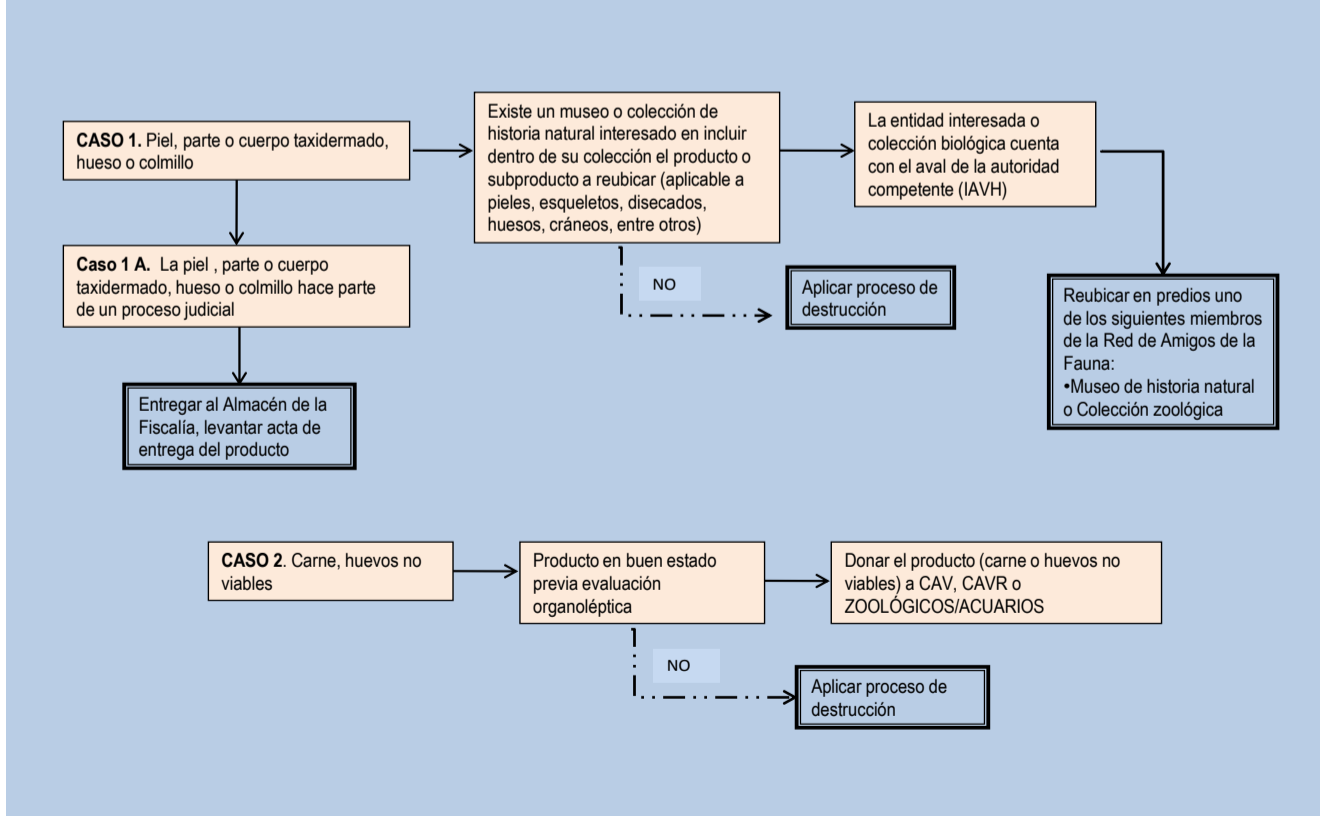 CASO 1. Piel, parte o cuerpo taxidermado,
hueso o colmillo
Existe un museo o colección de
historia natural interesado en incluir
dentro de su colección el producto o
subproducto a reubicar (aplicable a
pieles, esqueletos, disecados,
huesos, cráneos, entre otros)
La entidad interesada o
colección biológica cuenta
con el aval de la autoridad
competente (IAVH)
Caso 1 A. La piel , parte o cuerpo
taxidermado, hueso o colmillo hace parte
de un proceso judicial
NO
Aplicar proceso de
destrucción
Reubicar en predios uno
de los siguientes miembros
de la Red de Amigos de la
Fauna:
•Museo de historia natural
o Colección zoológica
Entregar al Almacén de la
Fiscalía, levantar acta de
entrega del producto
CASO 2. Carne, huevos no
viables
Producto en buen estado
previa evaluación
organoléptica
Donar el producto (carne o huevos no
viables) a CAV, CAVR o
ZOOLÓGICOS/ACUARIOS
NO
Aplicar proceso de
destrucción